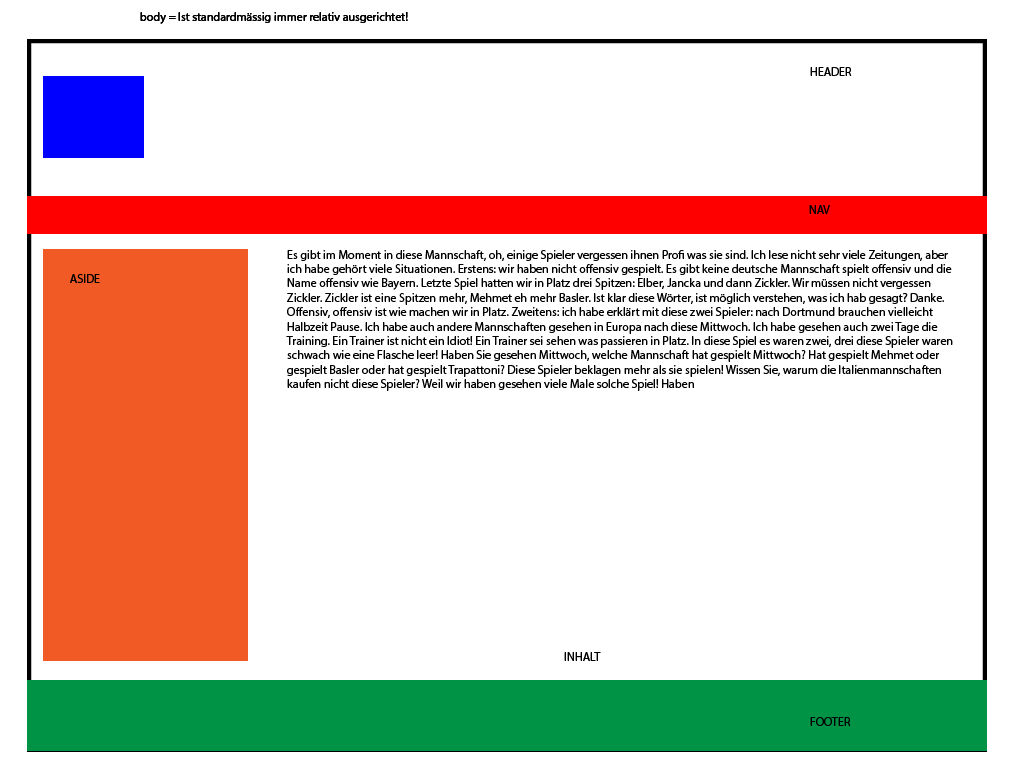 body = Ist standardmässig immer relativ ausgerichtet!
HEADER
NAV
ASIDE
Es gibt im Moment in diese Mannschaft, oh, einige Spieler vergessen ihnen Profi was sie sind. Ich lese nicht sehr viele Zeitungen, aber
ich habe gehört viele Situationen. Erstens: wir haben nicht offensiv gespielt. Es gibt keine deutsche Mannschaft spielt offensiv und die
Name offensiv wie Bayern. Letzte Spiel hatten wir in Platz drei Spitzen: Elber, Jancka und dann Zickler. Wir müssen nicht vergessen
Zickler. Zickler ist eine Spitzen mehr, Mehmet eh mehr Basler. Ist klar diese Wörter, ist möglich verstehen, was ich hab gesagt? Danke.
Offensiv, offensiv ist wie machen wir in Platz. Zweitens: ich habe erklärt mit diese zwei Spieler: nach Dortmund brauchen vielleicht
Halbzeit Pause. Ich habe auch andere Mannschaften gesehen in Europa nach diese Mittwoch. Ich habe gesehen auch zwei Tage die
Training. Ein Trainer ist nicht ein Idiot! Ein Trainer sei sehen was passieren in Platz. In diese Spiel es waren zwei, drei diese Spieler waren
schwach wie eine Flasche leer! Haben Sie gesehen Mittwoch, welche Mannschaft hat gespielt Mittwoch? Hat gespielt Mehmet oder
gespielt Basler oder hat gespielt Trapattoni? Diese Spieler beklagen mehr als sie spielen! Wissen Sie, warum die Italienmannschaften
kaufen nicht diese Spieler? Weil wir haben gesehen viele Male solche Spiel! Haben
INHALT
FOOTER